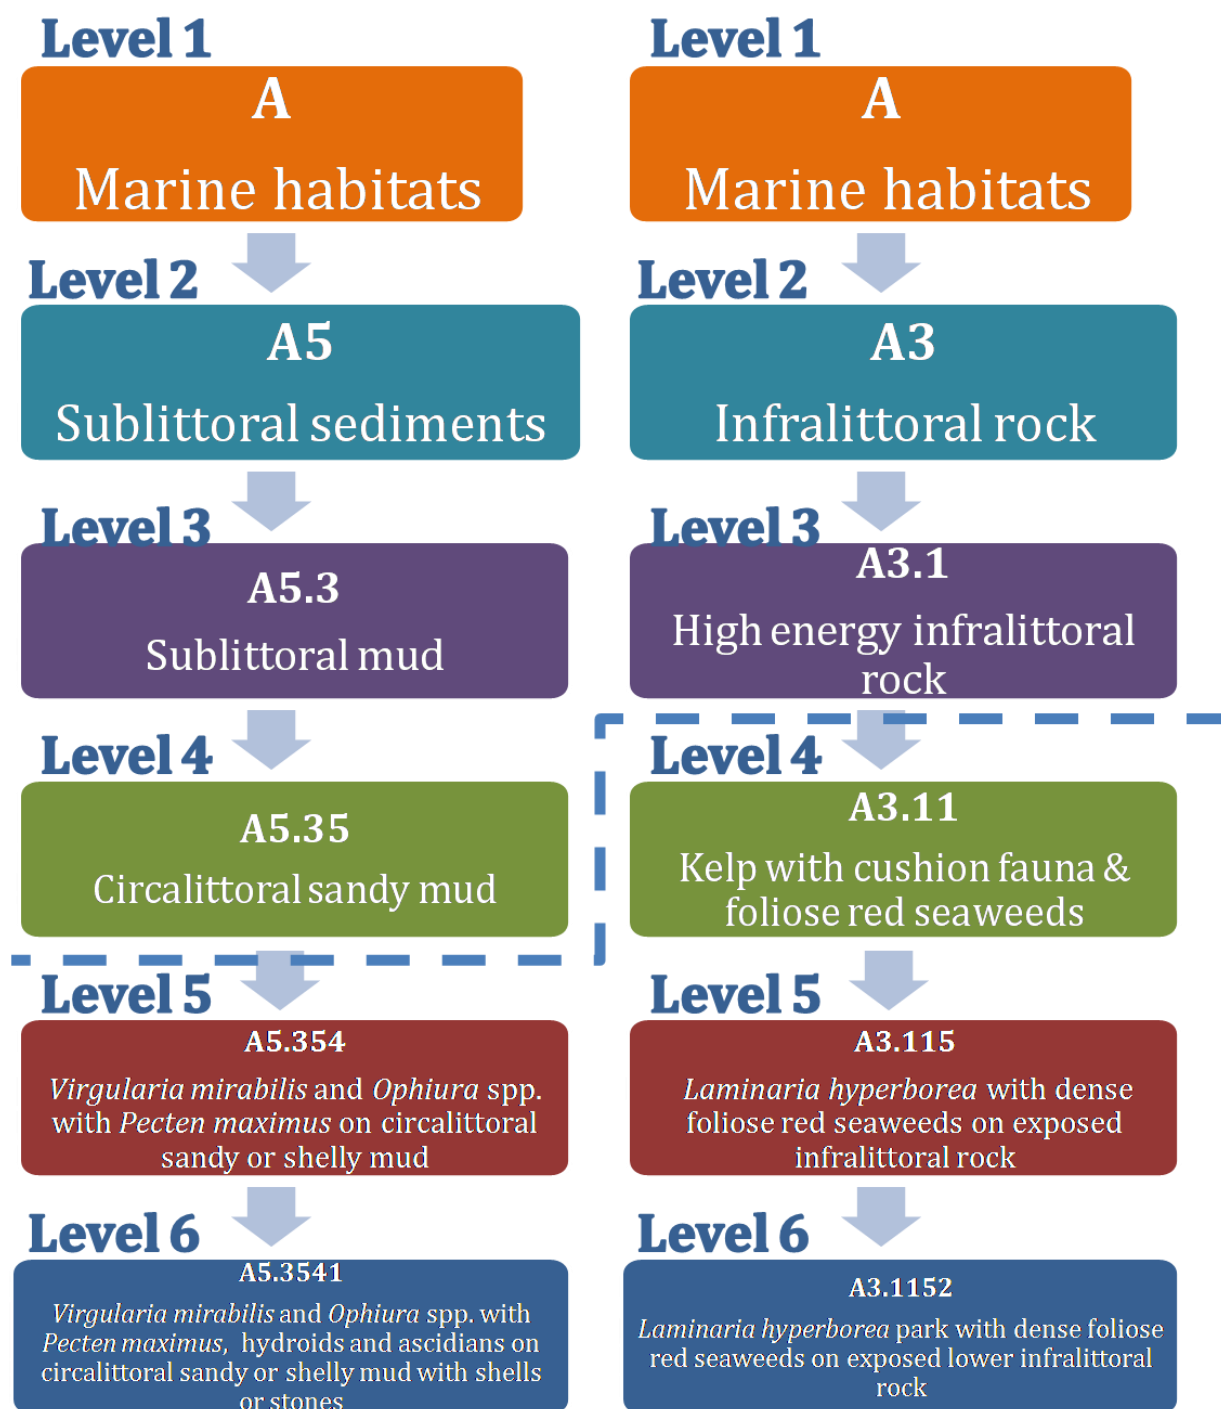 Level 1
A
Marine habitats
Level 2
A5
Sublittoral sediments
Level 3
A5.3
Sublittoral mud
Level 4
A5.35
Circalittoral sandy mud
Level 5
A5.354
Virgularia mirabilis and Ophiura spp.
with Pecten maximus on circalittoral
sandy or shelly mud
Level 6
A5.3541
Virgularia mirabilis and Ophiura spp. with
Pecten maximus, hydroids and ascidians on
circalittoral sandy or shelly mud with shells
or stones
Level 1
A
Marine habitats
Level 2
A3
Infralittoral rock
Level 3
A3.1
High energy infralittoral
rock
Level 4
A3.11
Kelp with cushion fauna &
foliose red seaweeds
Level 5
A3.115
Laminaria hyperborea with dense
foliose red seaweeds on exposed
infralittoral rock
Level 6
A3.1152
Laminaria hyperborea park with dense foliose
red seaweeds on exposed lower infralittoral
rock